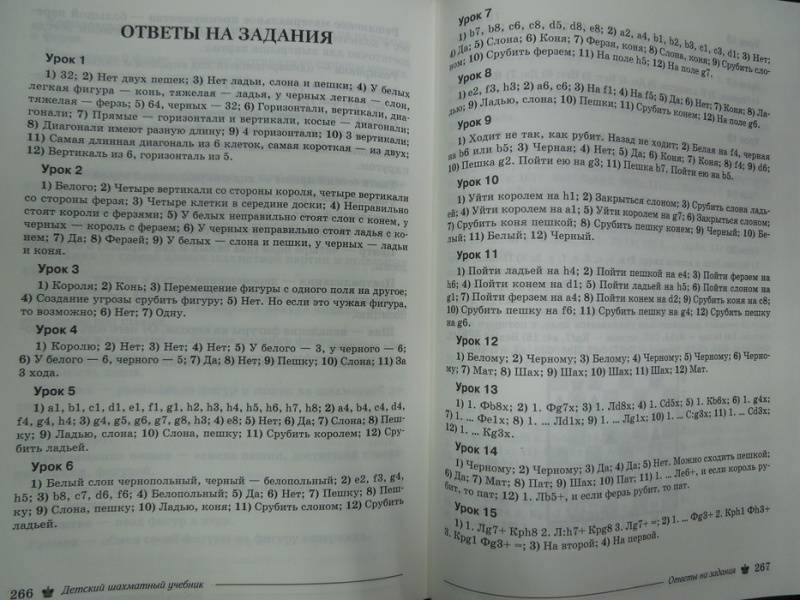 ОТВЕТЫ НА ЗАДАНИЯ
Урок 1
1) 32; 2) Нет двух пешек; 3) Нет ладьи, слона и пешки; 4) У белых
легкая фигура — конь, тяжелая — ладья, у черных легкая — слон,
тяжелая — ферзь; 5) 64, черных — 32; 6) Горизонтали, вертикали, диа-
гонали; 7) Прямые — горизонтали и вертикали, косые — диагонали;
8) Диагонали имеют разную длину; 9) 4 горизонтали; 10) 3 вертикали;
11) Самая длинная диагональ из 6 клеток, самая короткая — из двух;
12) Вертикаль из 6, горизонталь из 5.
Урок 2
1) Белого; 2) Четыре вертикали со стороны короля, четыре вертикали
со стороны ферзя; 3) Четыре клетки в середине доски; 4) Неправильно
стоят короли с ферзями; 5) У белых неправильно стоят слон с конем, у
черных — король с ферзем; 6) У черных неправильно стоят ладья с ко-
нем; 7) Да; 8) Ферзей; 9) У белых — слона и пешки, у черных — ладьи
и коня.
Урок 3
1) Короля; 2) Конь; 3) Перемещение фигуры с одного поля на другое;
4) Создание угрозы срубить фигуру; 5) Нет. Но если это чужая фигура,
то возможно; 6) Нет; 7) Одну.
Урок 4
1) Королю; 2) Нет; 3) Нет; 4) Нет; 5) У белого — 3, у черного — 6;
6) У белого — 6, черного — 5; 7) Да; 8) Нет; 9) Пешку; 10) Слона; 11) За
3 хода.
Урок 5
1) a1, b1, c1, d1, e1, f1, g1, h2, h3, h4, h5, h6, h7, h8; 2) a4, b4, c4, d4,
f4, g4, h4; 3) g4, g5, g6, g7, g8, h3; 4) e8; 5) Нет; 6) Да; 7) Слона; 8) Пеш-
ку; 9) Ладью, слона; 10) Слона, пешку; 11) Срубить королем; 12) Сру-
бить ладьей.
Урок 6
1) Белый слон чернопольный, черный — белопольный; 2) e2, f3, g4,
h5; 3) b8, c7, d6, f6; 4) Белопольный; 5) Да; 6) Нет; 7) Пешку; 8) Пеш-
ку; 9) Слона, пешку; 10) Ладью, коня; 11) Срубить слоном; 12) Срубить
ладьей.
266 Детский шахматный учебник
Урок 7
1) b7, b8, c6, c8, d5, d8, e8; 2) a2, a4, b1, b2, b3, c1, c3, d1; 3) Нет;
4) Да; 5) Слона; 6) Коня; 7) Ферзя, коня; 8) Слона, коня; 9) Срубить сло-
ном; 10) Срубить ферзем; 11) На поле h5; 12) На поле g7.
Урок 8
1) e2, f3, h3; 2) a6, c6; 3) На f1; 4) На f5; 5) Да; 6) Нет; 7) Коня; 8) Ла-
дью; 9) Ладью, слона; 10) Пешки; 11) Срубить конем; 12) На поле g6.
Урок 9
1) Ходит не так, как рубит. Назад не ходит; 2) Белая на f4, черная
на b6 или b5; 3) Черная; 4) Нет; 5) Да; 6) Коня; 7) Коня; 8) f4; 9) d6;
10) Пешка g2. Пойти ею на g3; 11) Пешка b7. Пойти ею на b5.
Урок 10
1) Уйти королем на h1; 2) Закрыться слоном; 3) Срубить слона ладь-
ей; 4) Уйти королем на a1; 5) Уйти королем на g7; 6) Закрыться слоном;
7) Срубить коня пешкой; 8) Срубить пешку конем; 9) Черный; 10) Бе-
лый; 11) Белый; 12) Черный.
Урок 11
1) Пойти ладьей на h4; 2) Пойти пешкой на e4; 3) Пойти ферзем на
h6; 4) Пойти конем на d1; 5) Пойти ладьей на h5; 6) Пойти слоном на
g1; 7) Пойти ферзем на a4; 8) Пойти конем на d2; 9) Срубить коня на c8;
10) Срубить пешку на f6; 11) Срубить пешку на g4; 12) Срубить пешку
на g6.
Урок 12
1) Белому; 2) Черному; 3) Белому; 4) Черному; 5) Черному; 6) Черно-
му; 7) Мат; 8) Шах; 9) Шах; 10) Шах; 11) Шах; 12) Мат.
Урок 13
1) 1. Фb8x; 2) 1. Фg7x; 3) 1. Лd8x; 4) 1. Cd5x; 5) 1. Kb6x; 6) 1. g4x;
7) 1. ... Фe1x; 8) 1. ... Лd1x; 9) 1. ... Лg1x; 10) 1. ... C:g3x; 11) 1. ... Cd3x;
12) 1. ... Kg3x.
Урок 14
1) Черному; 2) Черному; 3) Да; 4) Да; 5) Нет. Можно сходить пешкой;
6) Да; 7) Мат; 8) Пат; 9) Шах; 10) Пат; 11) 1. ... Лe6+, и если король ру-
бит, то пат; 12) 1. Лb5+, и если ферзь рубит, то пат.
Урок 15
1) 1. Лg7+ Kph8 2. Л:h7+ Kpg8 3. Лg7+ =; 2) 1. ... Фg3+ 2. Kph1 Фh3+
3. Kpg1 Фg3+ =; 3) На второй; 4) На первой.
Ответы на задания 267